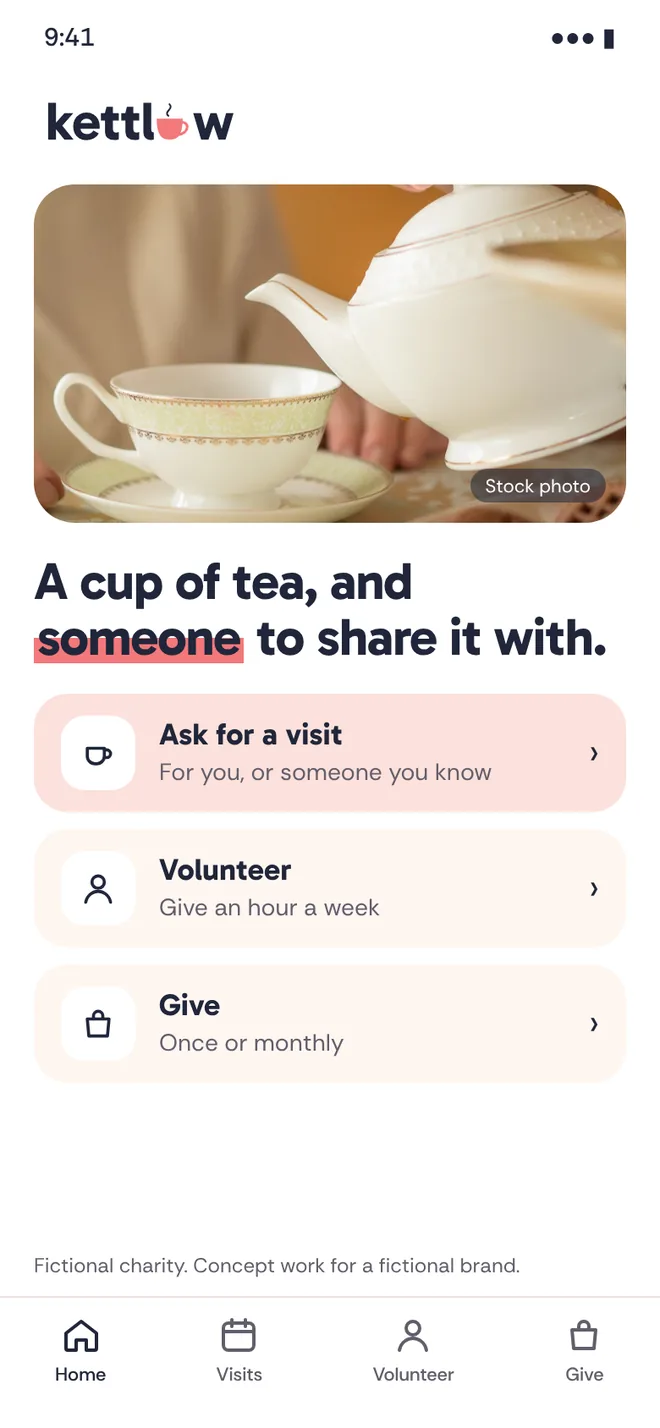 9:41
kettlow
Stock photo
A cup of tea, and
someone to share it with.
Ask for a visit
For you, or someone you know
Volunteer
Give an hour a week
Give
Once or monthly
Fictional charity. Concept work for a fictional brand.
Home
Visits
Volunteer
Give